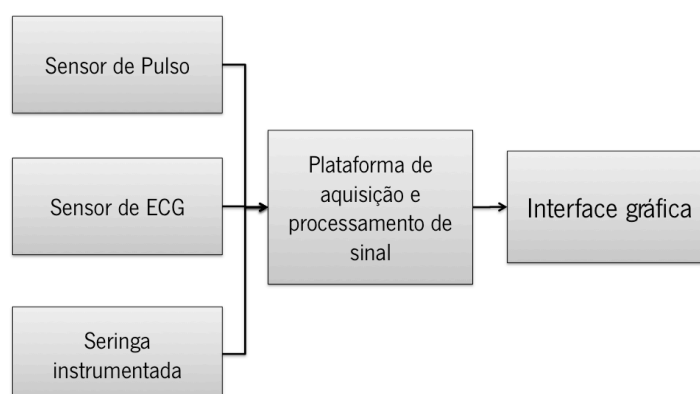 Sensor de Pulso
Sensor de ECG
Seringa
instrumentada
Plataforma de
aquisição e
processamento de
sinal
Interface gráfica